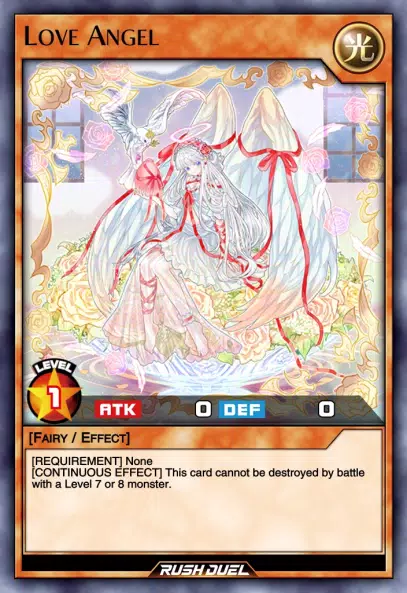 LOVE ANGEL
光
LEVEL
1
ATK 0 DEF 0
[FAIRY / EFFECT]
[REQUIREMENT] None
[CONTINUOUS EFFECT] This card cannot be destroyed by battle
with a Level 7 or 8 monster.
RUSH DUEL